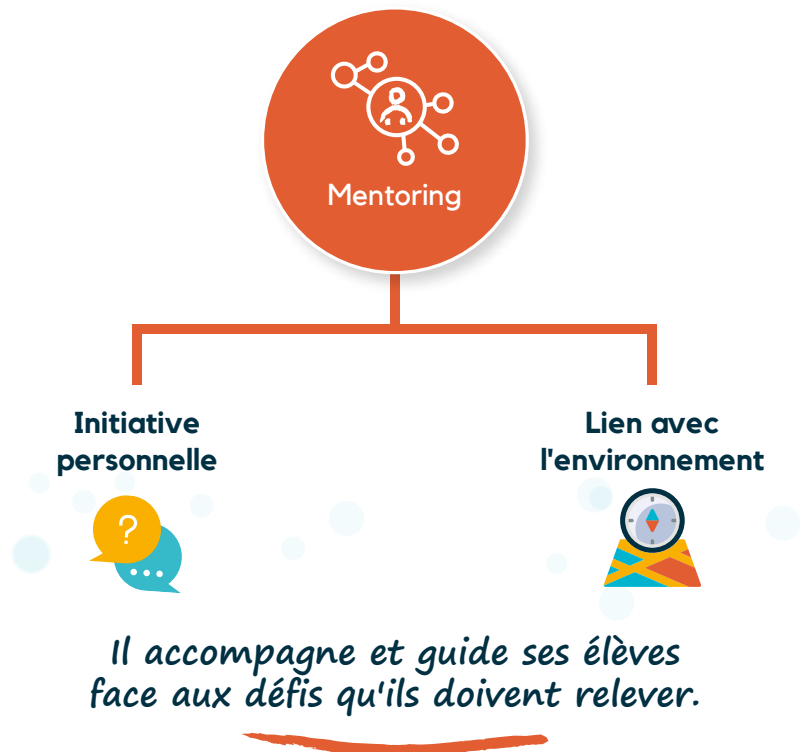 Mentoring
Initiative
personnelle
Lien avec
l'environnement
?
Il accompagne et guide ses élèves
face aux défis qu'ils doivent relever.